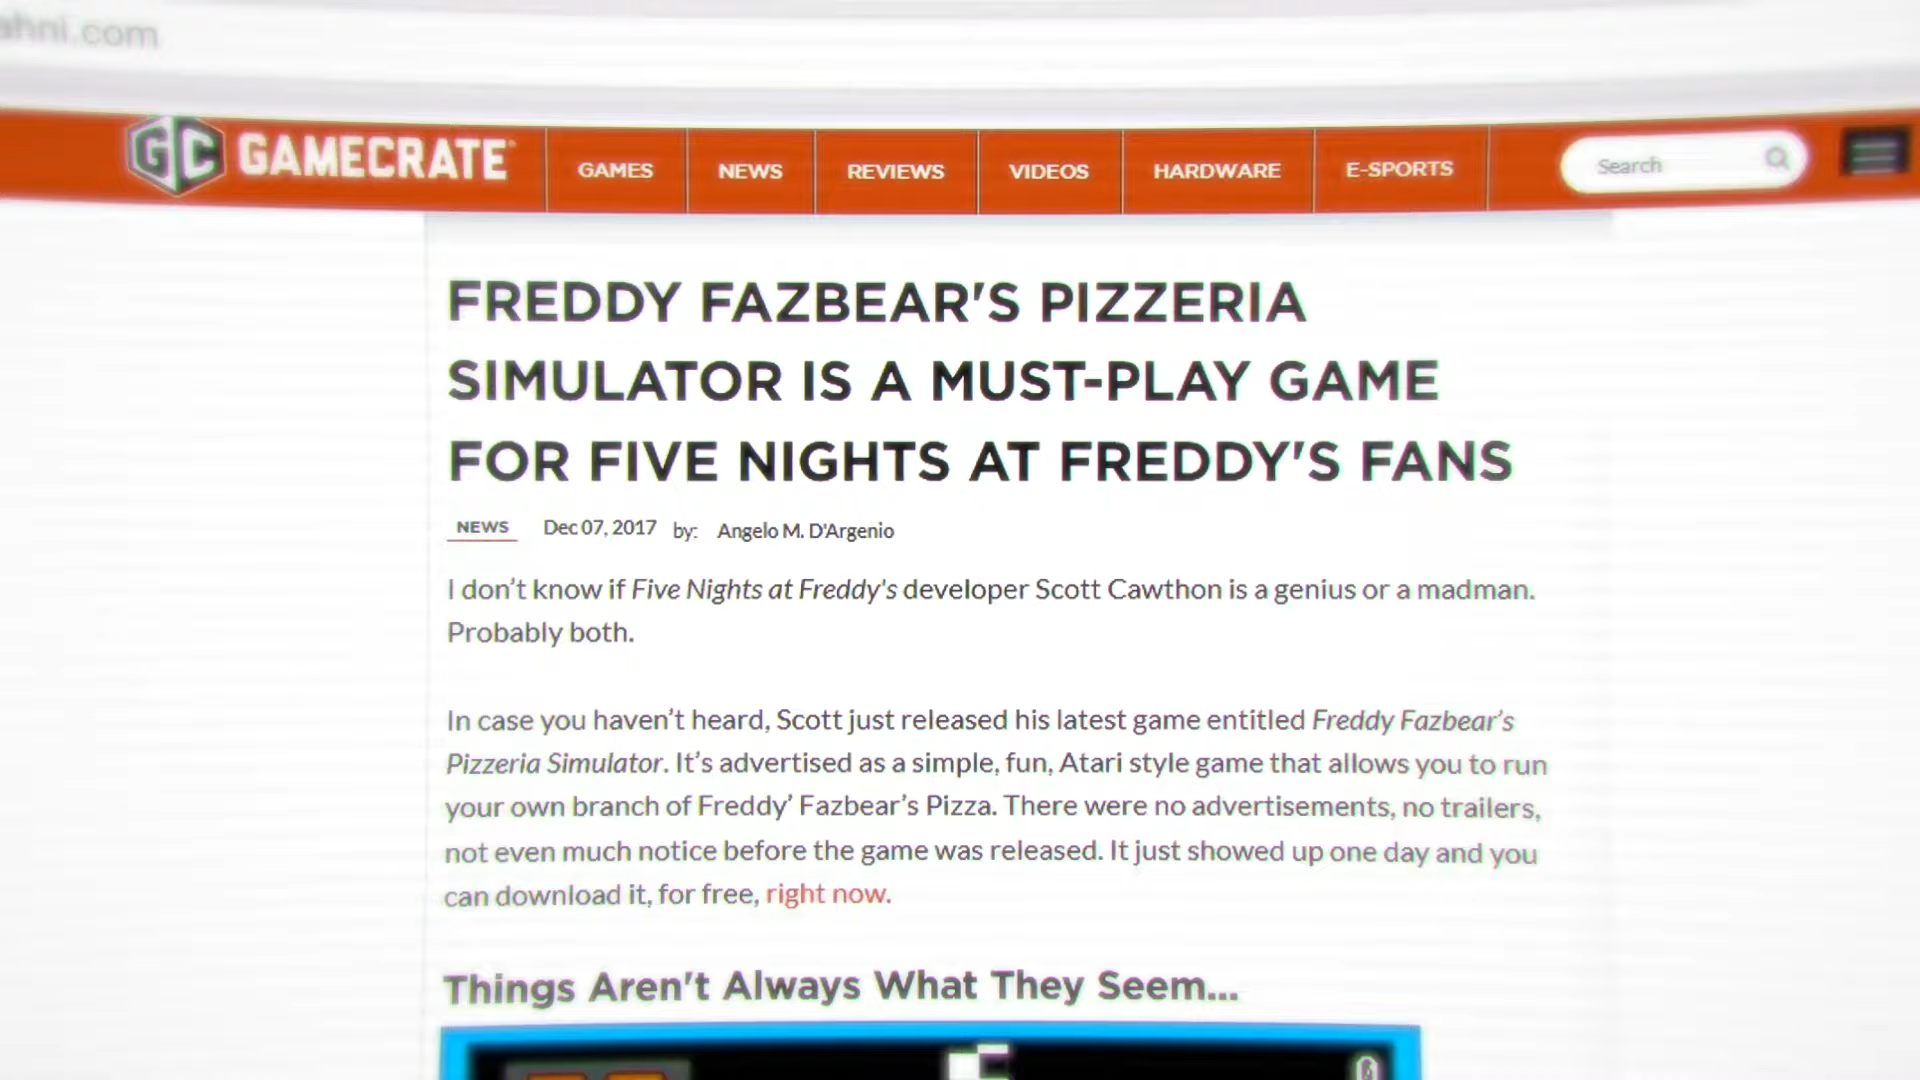 ahni.com
GC GAMECRATE GAMES NEWS REVIEWS VIDEOS HARDWARE E-SPORTS Search
FREDDY FAZBEAR'S PIZZERIA
SIMULATOR IS A MUST-PLAY GAME
FOR FIVE NIGHTS AT FREDDY'S FANS
NEWS Dec 07, 2017 by: Angelo M. D'Argenio
I don’t know if Five Nights at Freddy's developer Scott Cawthon is a genius or a madman.
Probably both.
In case you haven’t heard, Scott just released his latest game entitled Freddy Fazbear’s
Pizzeria Simulator. It’s advertised as a simple, fun, Atari style game that allows you to run
your own branch of Freddy’ Fazbear’s Pizza. There were no advertisements, no trailers,
not even much notice before the game was released. It just showed up one day and you
can download it, for free, right now.
Things Aren't Always What They Seem...